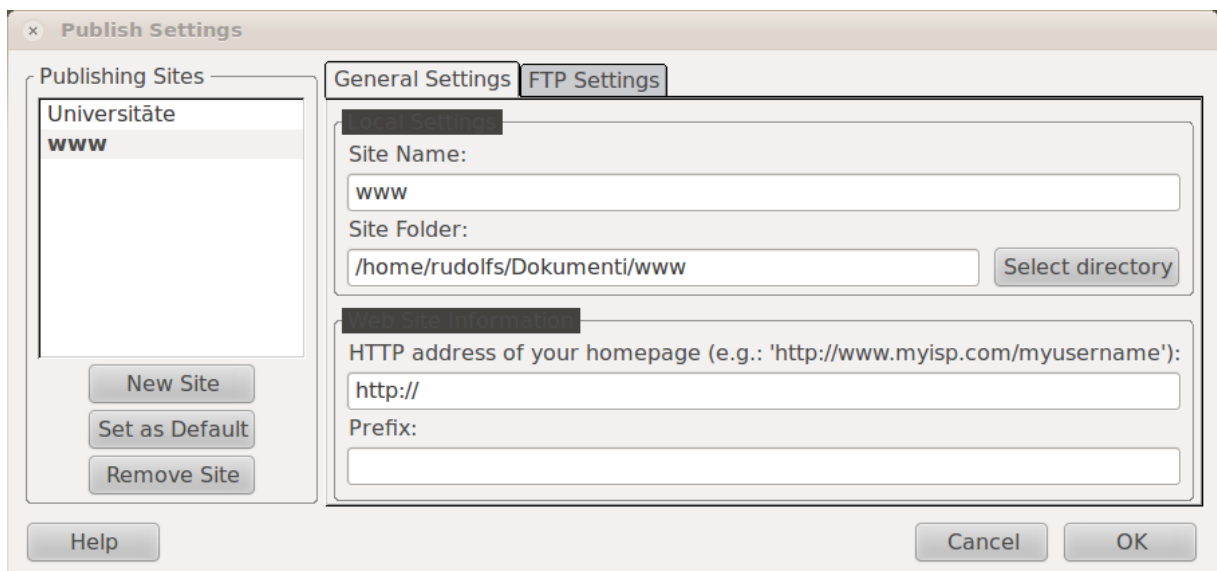 Publish Settings
Publishing Sites
Universitāte
www
New Site
Set as Default
Remove Site
General Settings
FTP Settings
Local Settings
Site Name:
www
Site Folder:
/home/rudolfs/Dokumenti/www
Select directory
Web Site Information
HTTP address of your homepage (e.g.: 'http://www.myisp.com/myusername'):
http://
Prefix:
Help
Cancel
OK